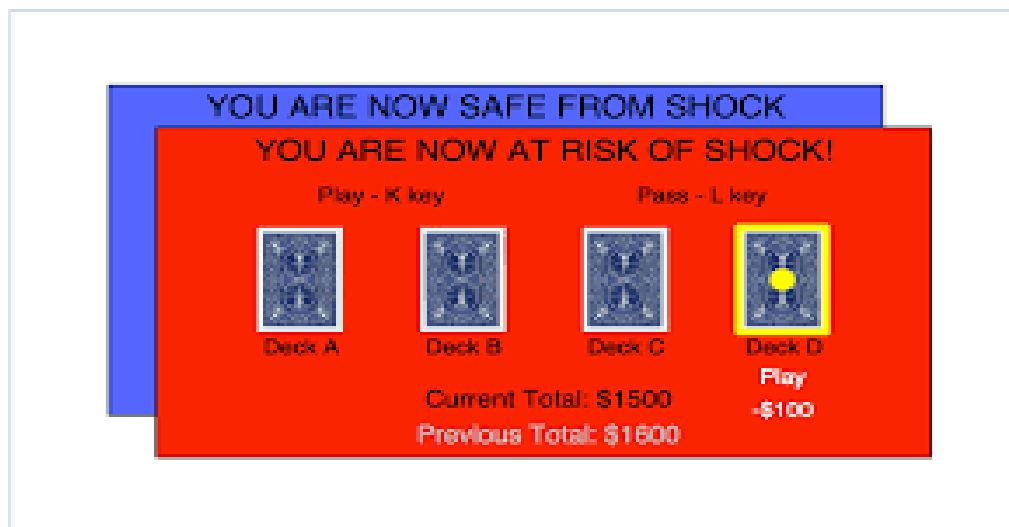 YOU ARE NOW SAFE FROM SHOCK
YOU ARE NOW AT RISK OF SHOCK!
Play - K key Pass - L key
Deck A Deck B Deck C Deck D
Play
-$100
Current Total: $1500
Previous Total: $1600